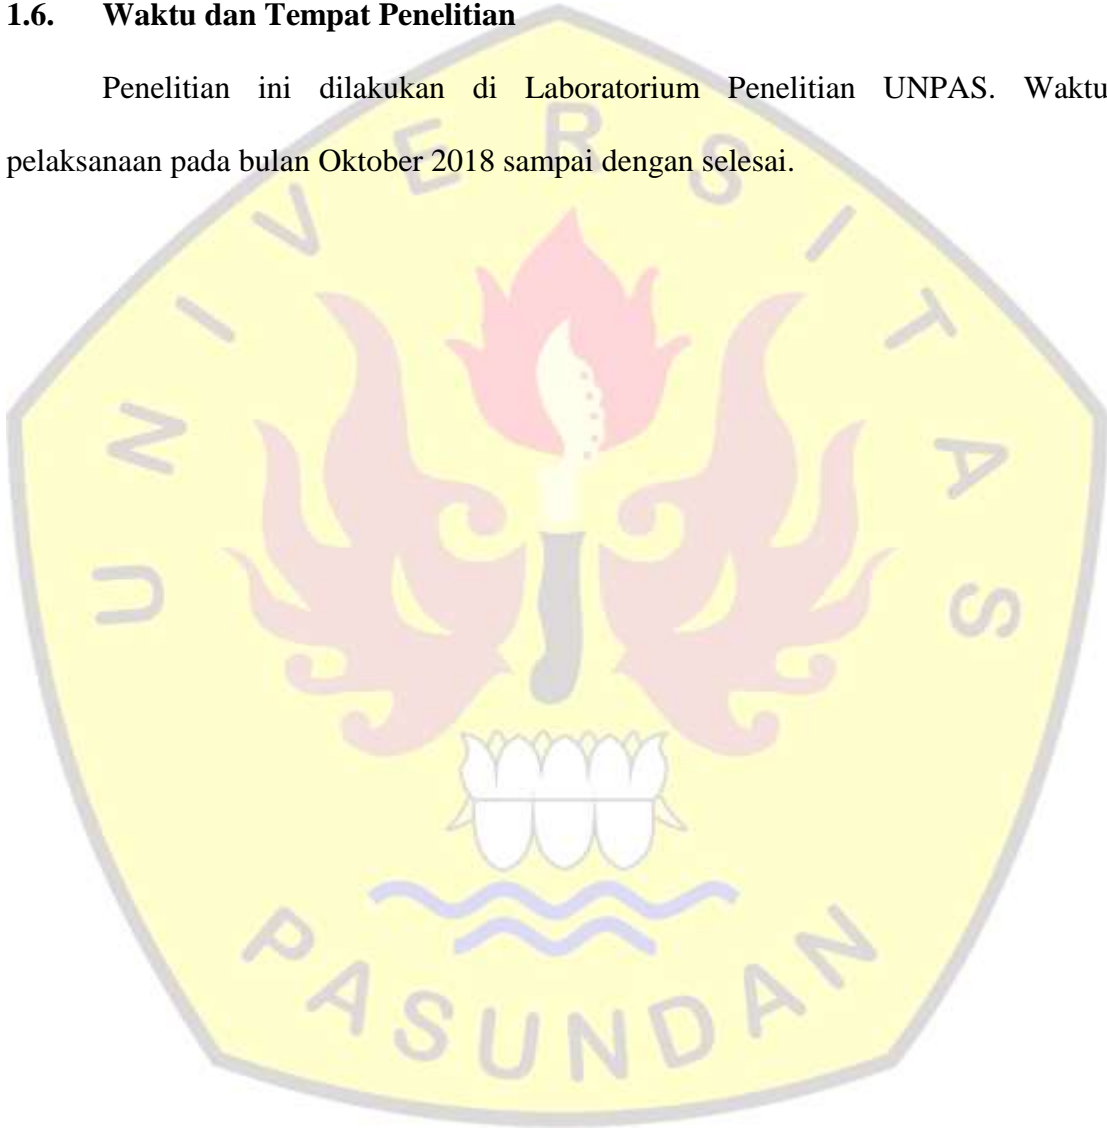 1.6. Waktu dan Tempat Penelitian
Penelitian ini dilakukan di Laboratorium Penelitian UNPAS. Waktu
pelaksanaan pada bulan Oktober 2018 sampai dengan selesai.
UNIVERSITAS
PASUNDAN